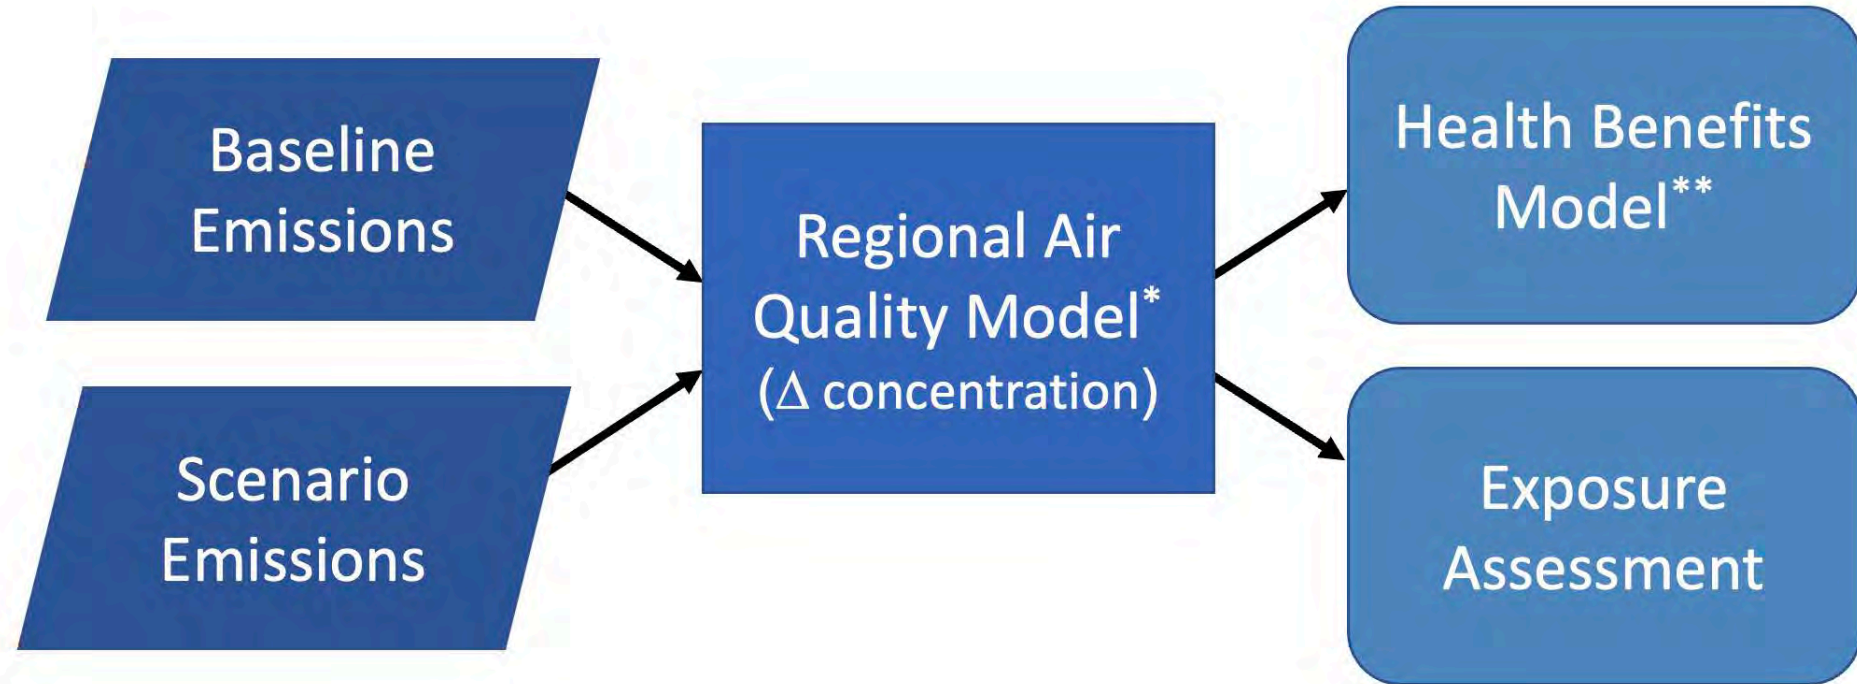 Baseline
Emissions
Scenario
Emissions
Regional Air
Quality Model*
(Δ concentration)
Health Benefits
Model**
Exposure
Assessment